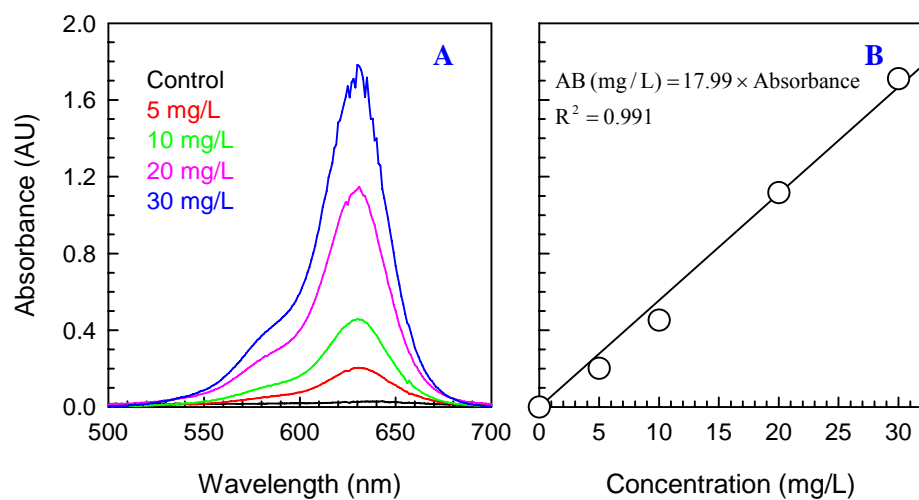 Absorbance (AU)
2.0
1.6
1.2
0.8
0.4
0.0
A
Control
5 mg/L
10 mg/L
20 mg/L
30 mg/L
500 550 600 650 700
Wavelength (nm)
B
AB (mg / L) = 17.99 × Absorbance
R² = 0.991
0 5 10 20 30
Concentration (mg/L)